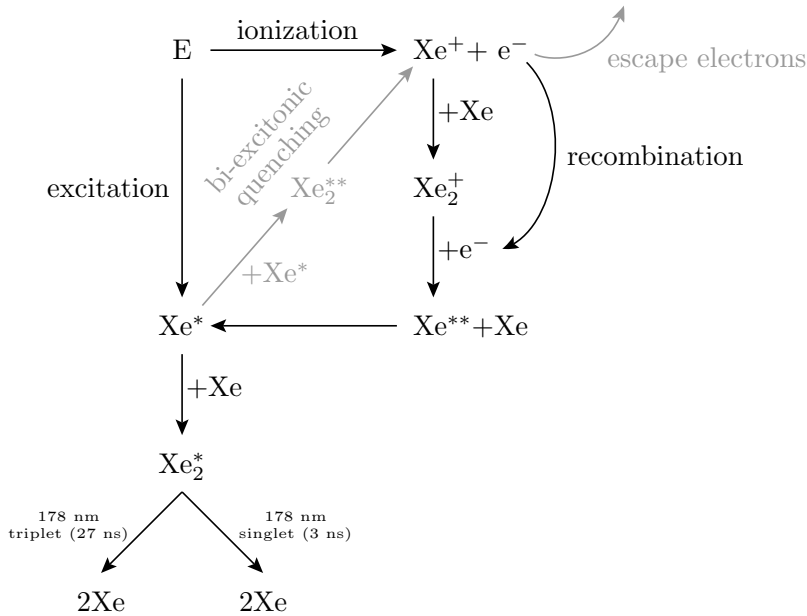 E
ionization
Xe⁺ + e⁻
escape electrons
+Xe
bi-excitonic
quenching
recombination
excitation
Xe₂**
Xe₂⁺
+e⁻
+Xe*
Xe*
Xe**+Xe
+Xe
Xe₂*
178 nm
triplet (27 ns)
178 nm
singlet (3 ns)
2Xe
2Xe